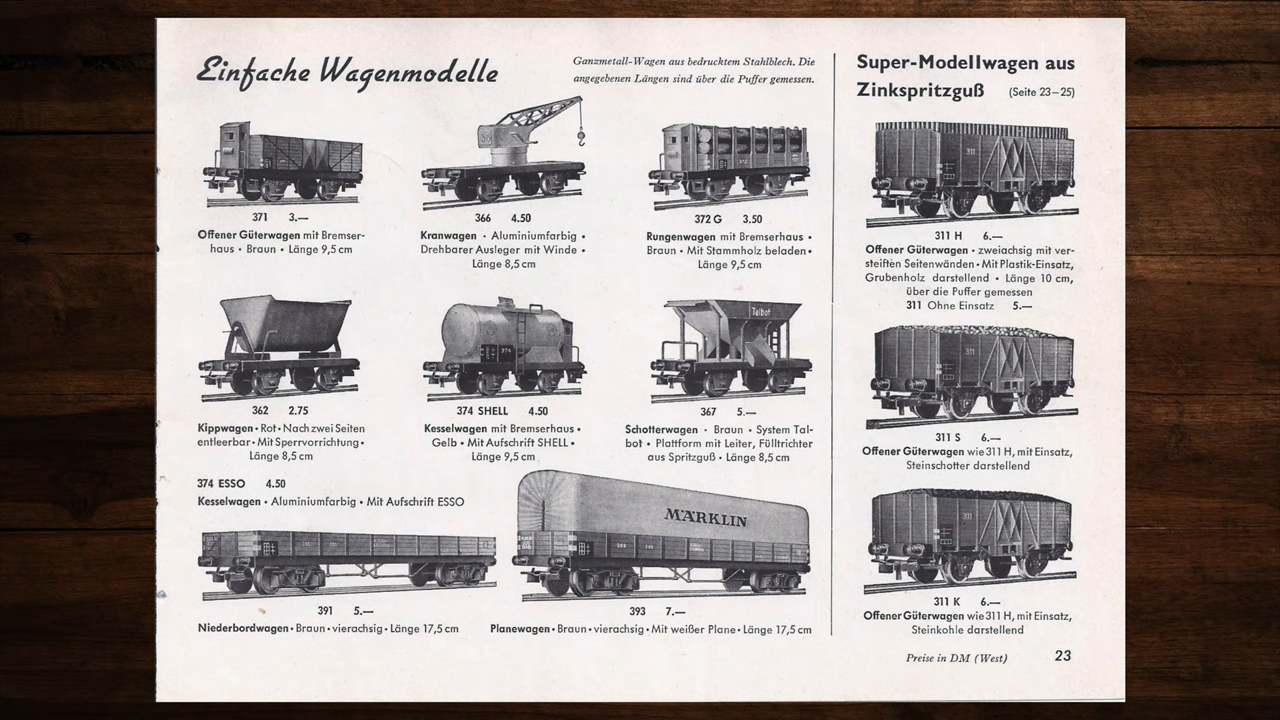 Einfache Wagenmodelle
Ganzmetall-Wagen aus bedrucktem Stahlblech. Die
angegebenen Längen sind über die Puffer gemessen.
371 3.—
Offener Güterwagen mit Bremser-
haus • Braun • Länge 9,5 cm
366 4.50
Kranwagen • Aluminiumfarbig •
Drehbarer Ausleger mit Winde •
Länge 8,5 cm
372 G 3.50
Rungenwagen mit Bremserhaus •
Braun • Mit Stammholz beladen •
Länge 9,5 cm
362 2.75
Kippwagen • Rot • Nach zwei Seiten
entleerbar • Mit Sperrvorrichtung •
Länge 8,5 cm
374
374 SHELL 4.50
Kesselwagen mit Bremserhaus •
Gelb • Mit Aufschrift SHELL •
Länge 9,5 cm
Talbot
367 5.—
Schotterwagen • Braun • System Tal-
bot • Plattform mit Leiter, Fülltrichter
aus Spritzguß • Länge 8,5 cm
374 ESSO 4.50
Kesselwagen • Aluminiumfarbig • Mit Aufschrift ESSO
391 5.—
Niederbordwagen • Braun • vierachsig • Länge 17,5 cm
MÄRKLIN
393 7.—
Planewagen • Braun • vierachsig • Mit weißer Plane • Länge 17,5 cm
Super-Modellwagen aus
Zinkspritzguß (Seite 23–25)
311
311 H 6.—
Offener Güterwagen • zweiachsig mit ver-
steiften Seitenwänden • Mit Plastik-Einsatz,
Grubenholz darstellend • Länge 10 cm,
über die Puffer gemessen
311 Ohne Einsatz 5.—
311
311 S 6.—
Offener Güterwagen wie 311 H, mit Einsatz,
Steinschotter darstellend
311
311 K 6.—
Offener Güterwagen wie 311 H, mit Einsatz,
Steinkohle darstellend
Preise in DM (West) 23